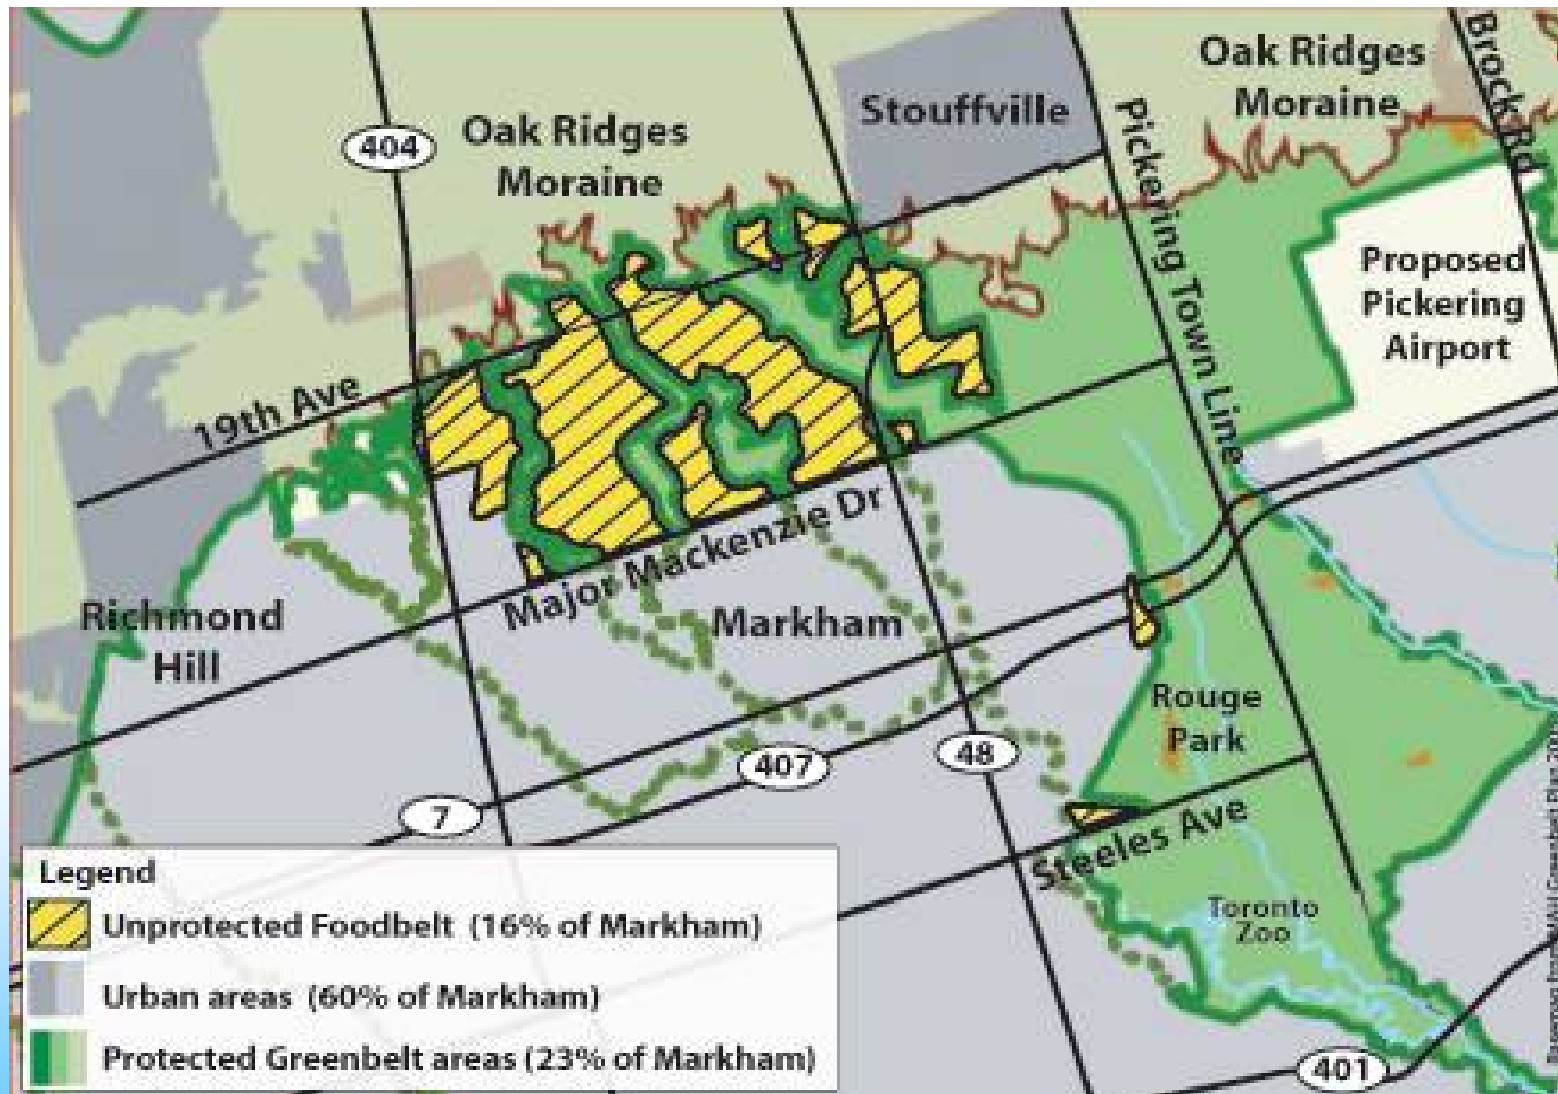 Oak Ridges
Moraine
Brock Rd
Stouffville
Pickering Town Line
404
Oak Ridges
Moraine
Proposed
Pickering
Airport
19th Ave
Major Mackenzie Dr
Richmond
Hill
Markham
Rouge
Park
48
407
7
Steeles Ave
Toronto
Zoo
401
Legend
Unprotected Foodbelt (16% of Markham)
Urban areas (60% of Markham)
Protected Greenbelt areas (23% of Markham)